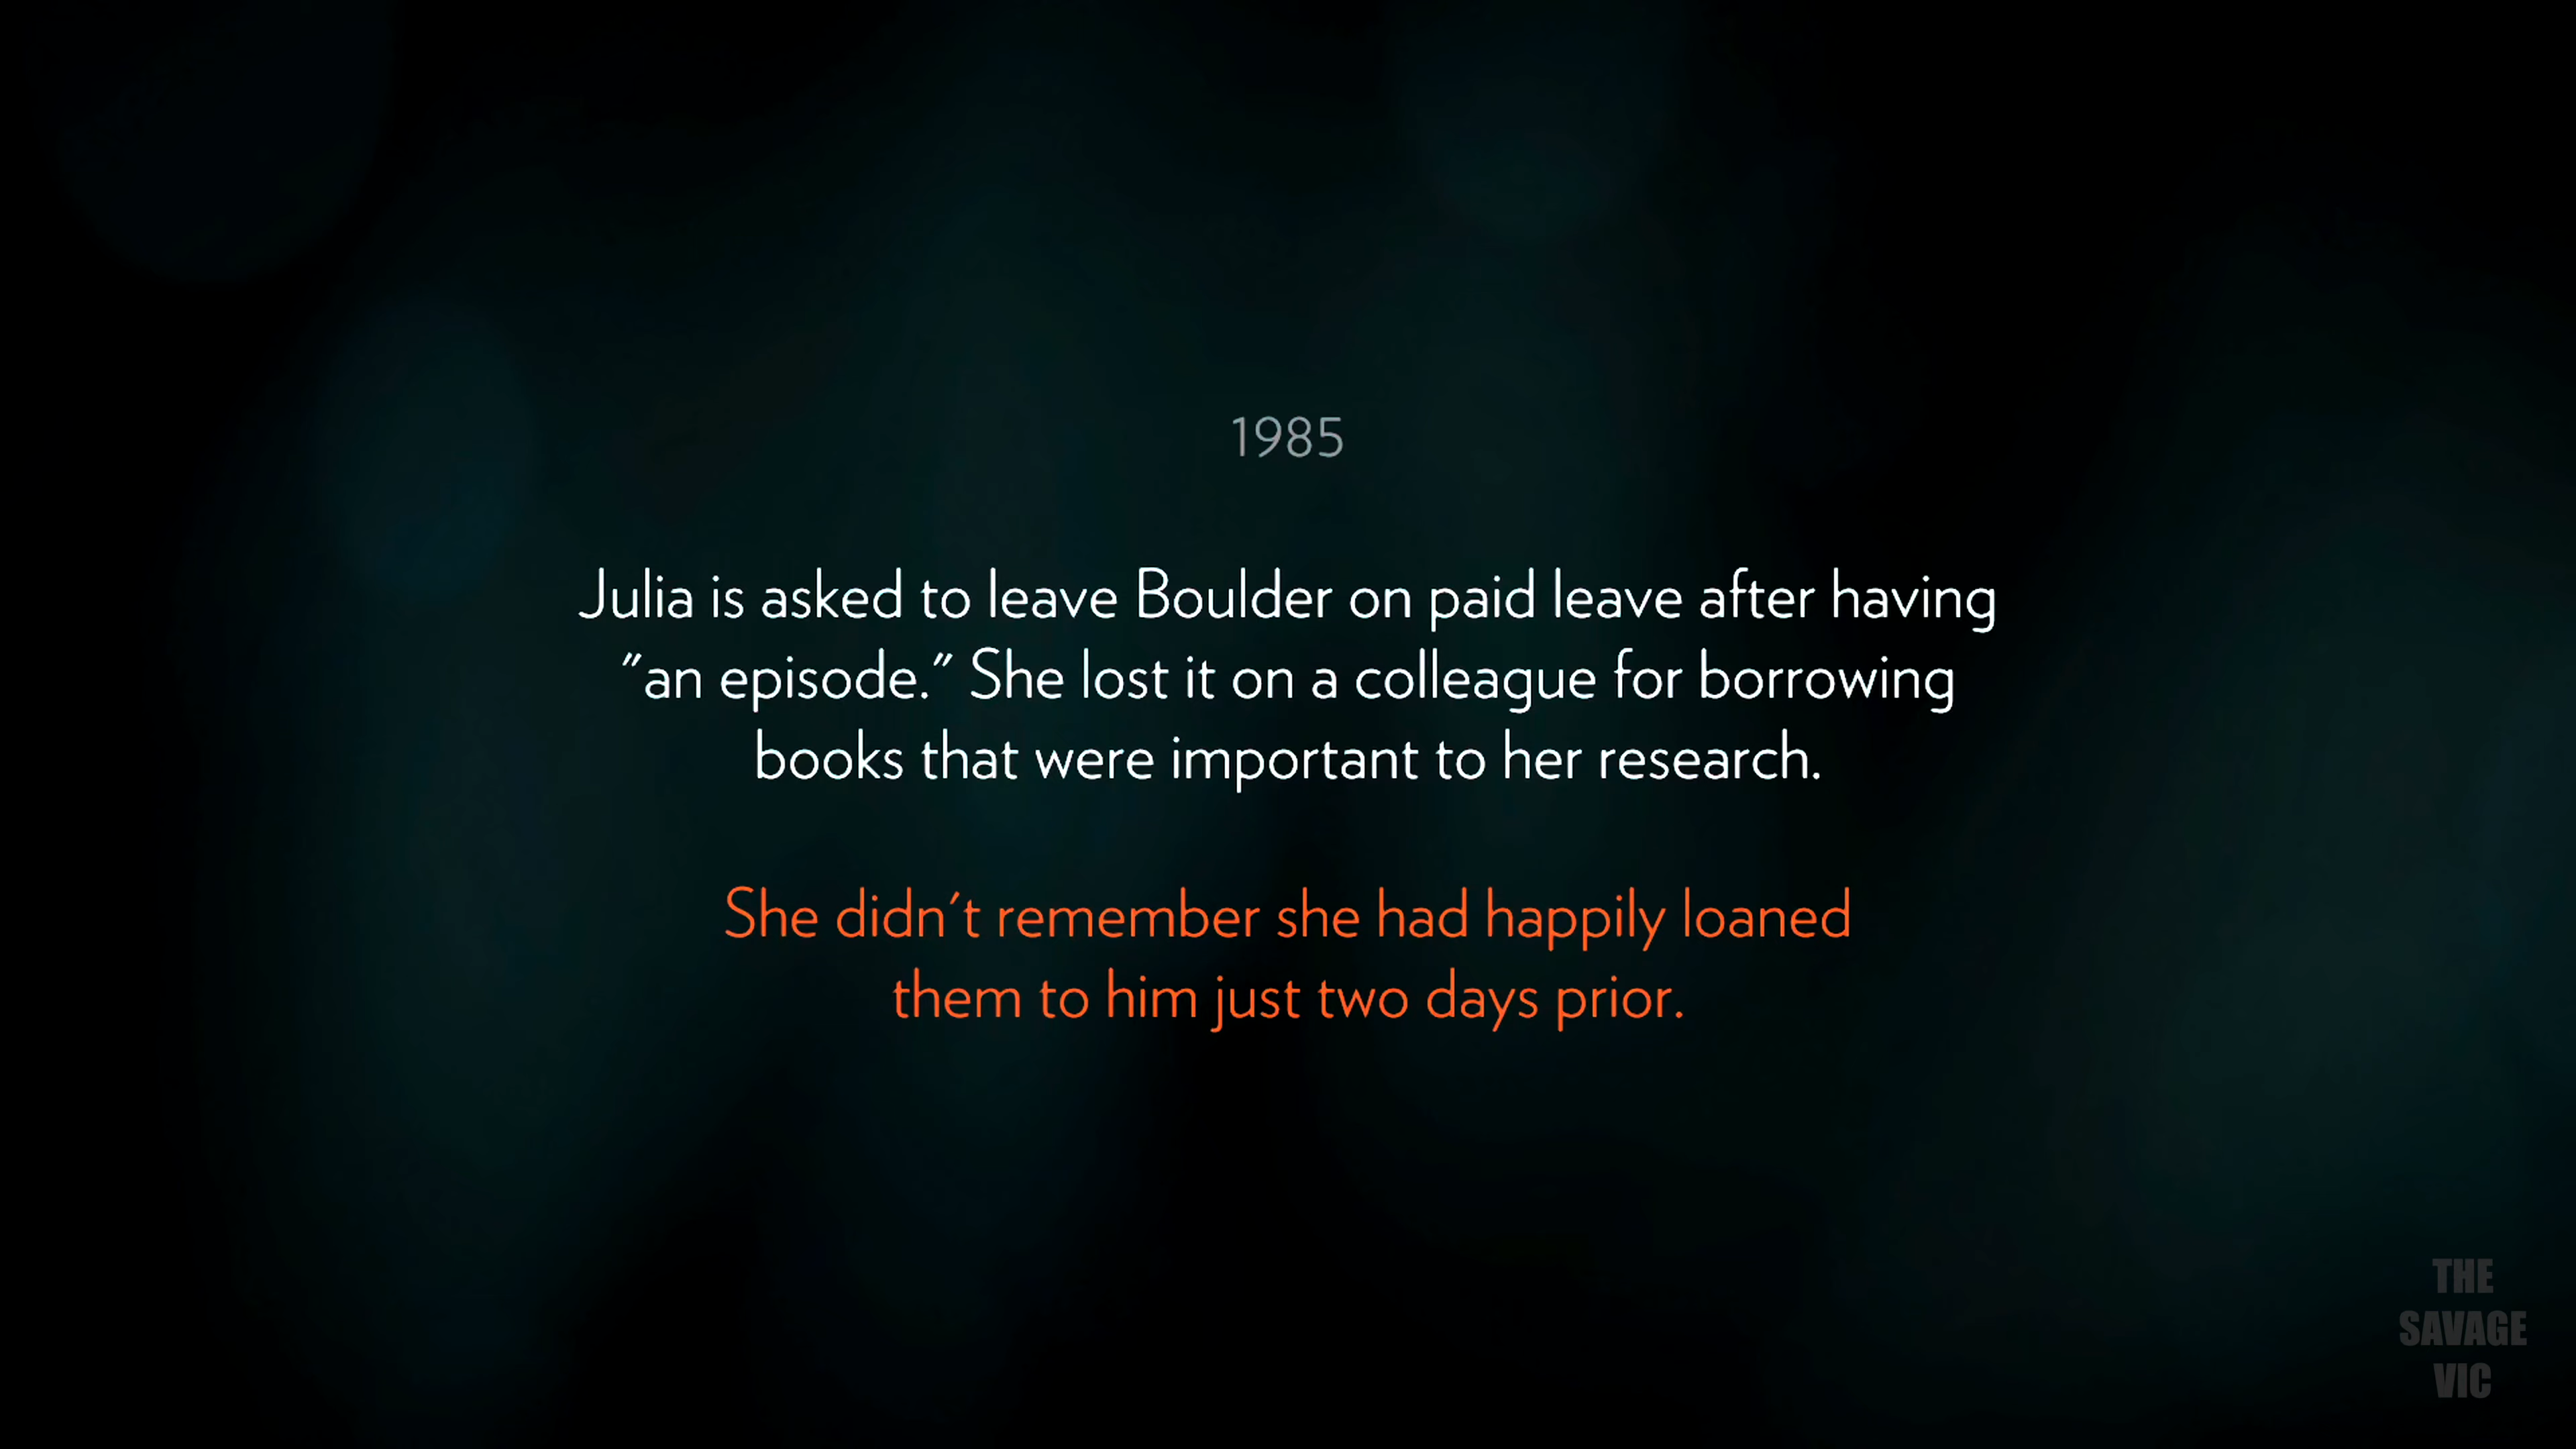 1985
Julia is asked to leave Boulder on paid leave after having
"an episode." She lost it on a colleague for borrowing
books that were important to her research.
She didn't remember she had happily loaned
them to him just two days prior.
THE
SAVAGE
VIC